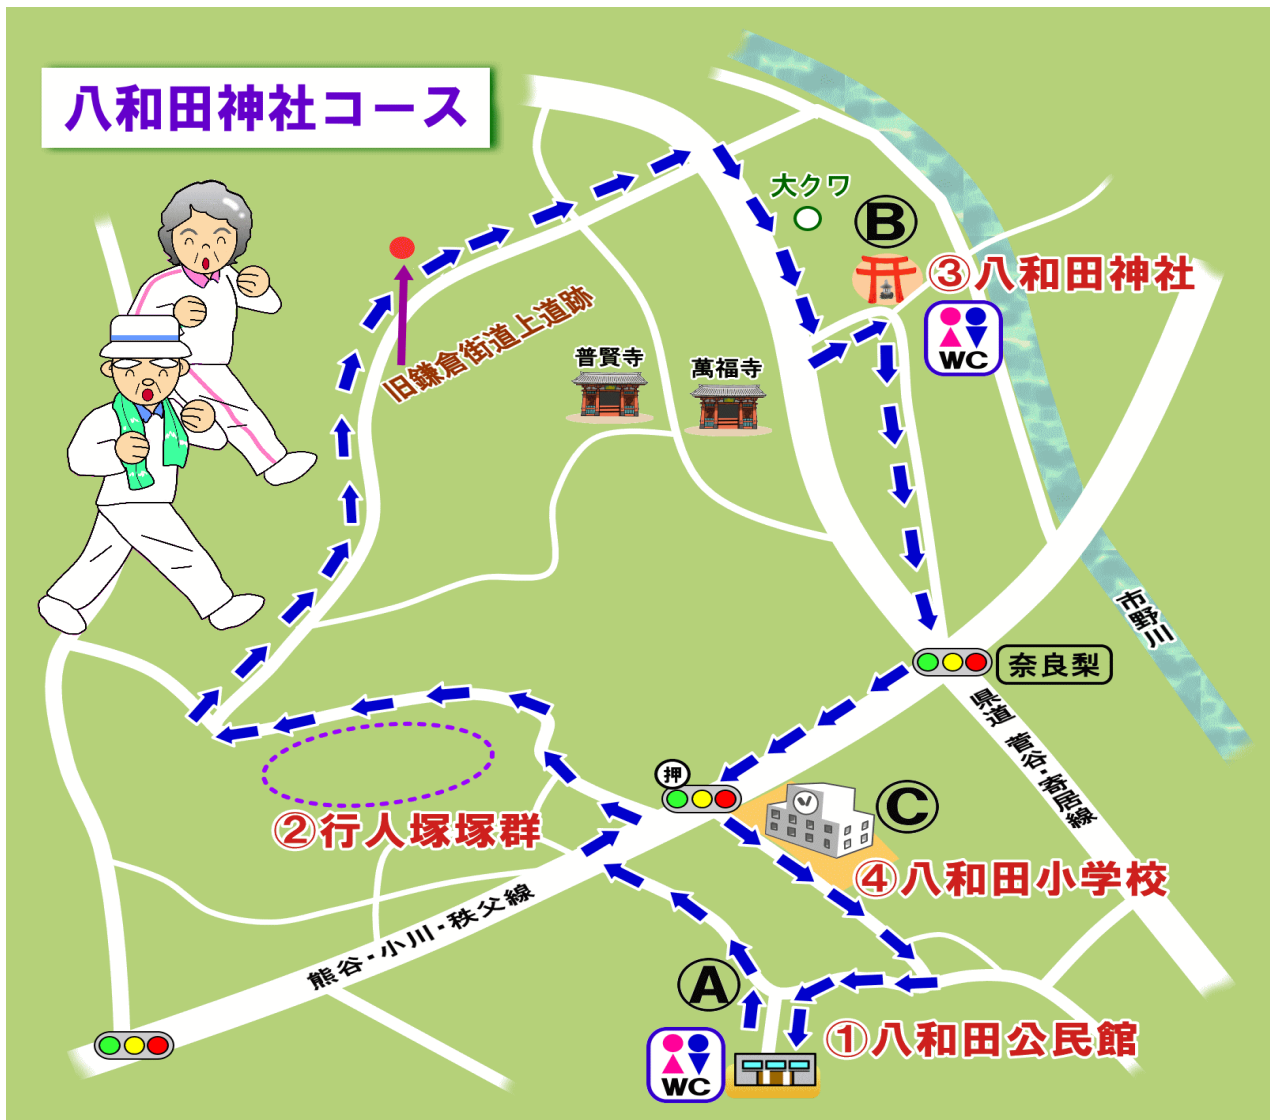 八和田神社コース
大クワ
B
③八和田神社
WC
旧鎌倉街道上道跡
普賢寺
萬福寺
市野川
奈良梨
県道 菅谷・寄居線
押
C
②行人塚塚群
④八和田小学校
熊谷・小川・秩父線
A
①八和田公民館
WC